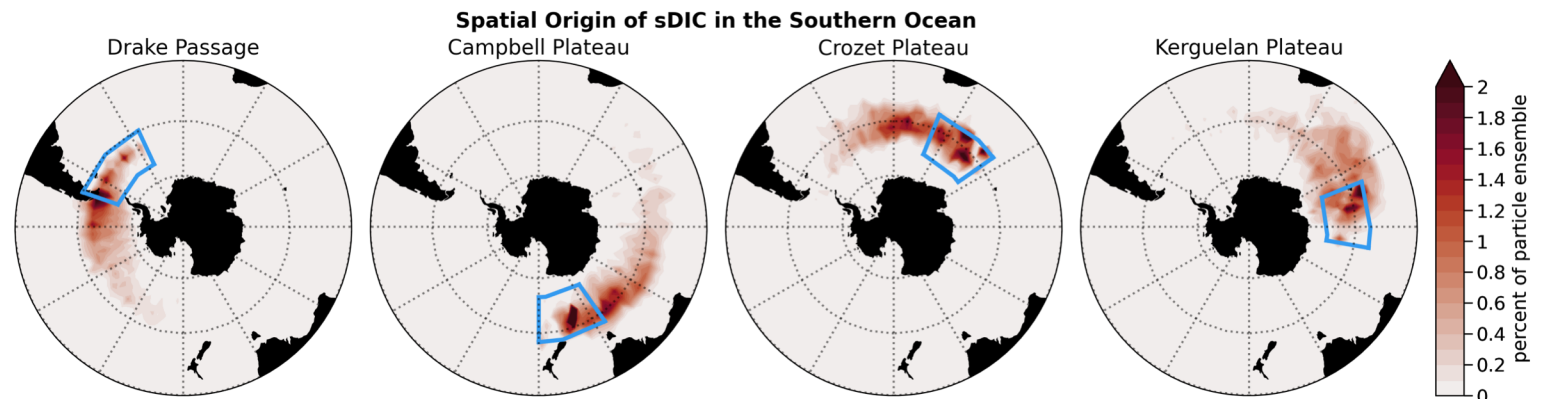 Spatial Origin of sDIC in the Southern Ocean
Drake Passage
Campbell Plateau
Crozet Plateau
Kerguelan Plateau
2
1.8
1.6
1.4
1.2
1
0.8
0.6
0.4
0.2
0
percent of particle ensemble